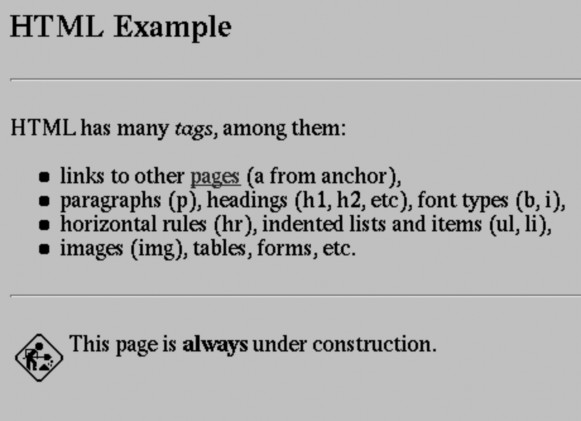 HTML Example
HTML has many tags, among them:
links to other pages (a from anchor),
paragraphs (p), headings (h1, h2, etc), font types (b, i),
horizontal rules (hr), indented lists and items (ul, li),
images (img), tables, forms, etc.
This page is always under construction.